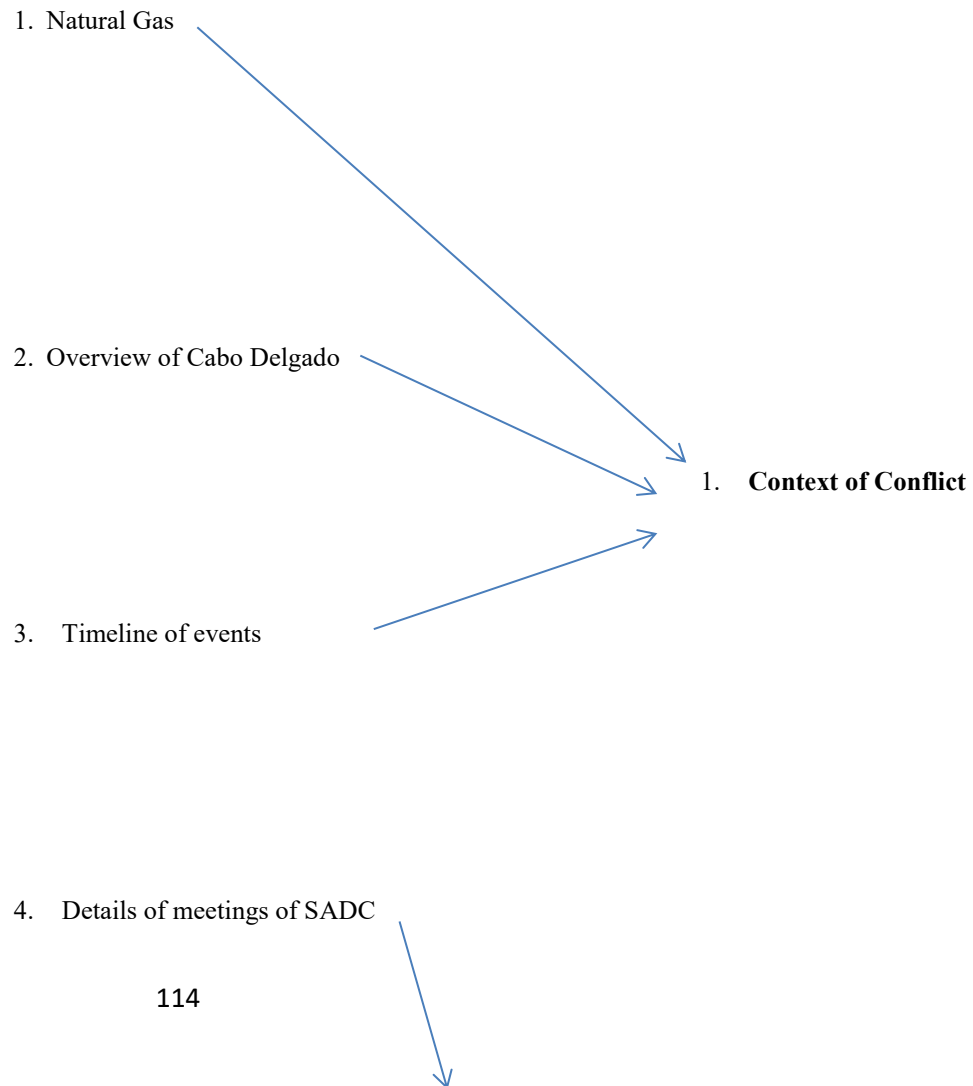 1. Natural Gas
2. Overview of Cabo Delgado
1. Context of Conflict
3. Timeline of events
4. Details of meetings of SADC
114